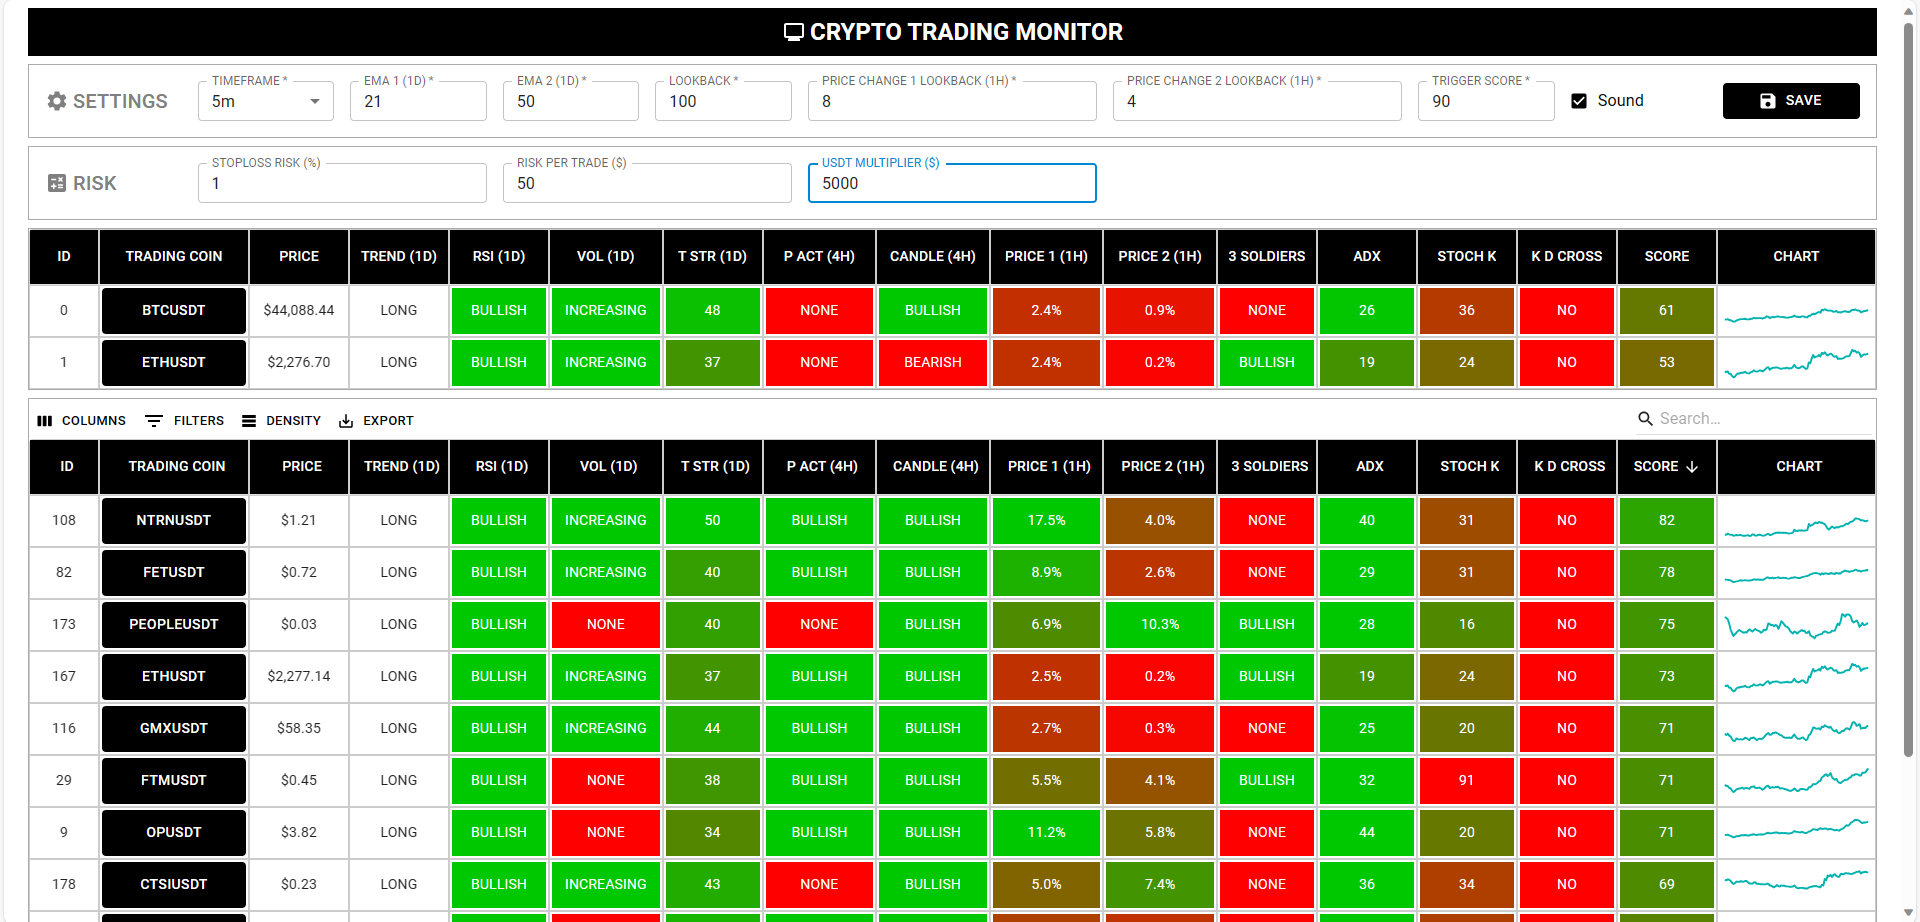 CRYPTO TRADING MONITOR
SETTINGS
TIMEFRAME *
5m
EMA 1 (1D) *
21
EMA 2 (1D) *
50
LOOKBACK *
100
PRICE CHANGE 1 LOOKBACK (1H) *
8
PRICE CHANGE 2 LOOKBACK (1H) *
4
TRIGGER SCORE *
90
Sound
SAVE
RISK
STOPLOSS RISK (%)
1
RISK PER TRADE ($)
50
USDT MULTIPLIER ($)
5000
ID TRADING COIN PRICE TREND (1D) RSI (1D) VOL (1D) T STR (1D) P ACT (4H) CANDLE (4H) PRICE 1 (1H) PRICE 2 (1H) 3 SOLDIERS ADX STOCH K K D CROSS SCORE CHART
0 BTCUSDT $44,088.44 LONG BULLISH INCREASING 48 NONE BULLISH 2.4% 0.9% NONE 26 36 NO 61
1 ETHUSDT $2,276.70 LONG BULLISH INCREASING 37 NONE BEARISH 2.4% 0.2% BULLISH 19 24 NO 53
COLUMNS FILTERS DENSITY EXPORT Search...
ID TRADING COIN PRICE TREND (1D) RSI (1D) VOL (1D) T STR (1D) P ACT (4H) CANDLE (4H) PRICE 1 (1H) PRICE 2 (1H) 3 SOLDIERS ADX STOCH K K D CROSS SCORE CHART
108 NTRNUSDT $1.21 LONG BULLISH INCREASING 50 BULLISH BULLISH 17.5% 4.0% NONE 40 31 NO 82
82 FETUSDT $0.72 LONG BULLISH INCREASING 40 BULLISH BULLISH 8.9% 2.6% NONE 29 31 NO 78
173 PEOPLEUSDT $0.03 LONG BULLISH NONE 40 NONE BULLISH 6.9% 10.3% BULLISH 28 16 NO 75
167 ETHUSDT $2,277.14 LONG BULLISH INCREASING 37 BULLISH BULLISH 2.5% 0.2% BULLISH 19 24 NO 73
116 GMXUSDT $58.35 LONG BULLISH INCREASING 44 BULLISH BULLISH 2.7% 0.3% NONE 25 20 NO 71
29 FTMUSDT $0.45 LONG BULLISH NONE 38 BULLISH BULLISH 5.5% 4.1% BULLISH 32 91 NO 71
9 OPUSDT $3.82 LONG BULLISH NONE 34 BULLISH BULLISH 11.2% 5.8% NONE 44 20 NO 71
178 CTSIUSDT $0.23 LONG BULLISH INCREASING 43 NONE BULLISH 5.0% 7.4% NONE 36 34 NO 69